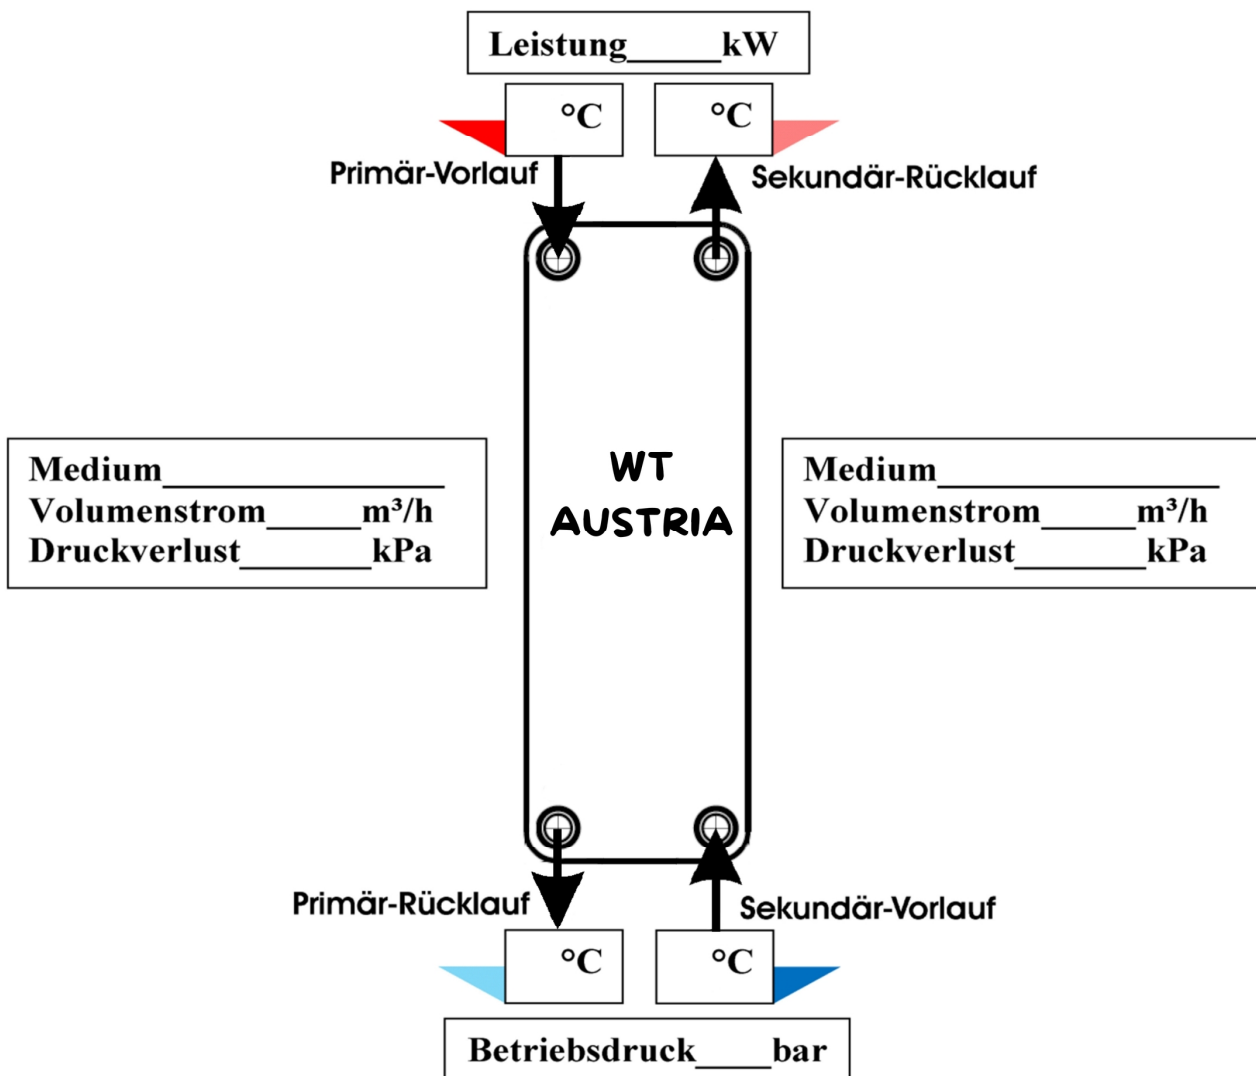 Leistung_____kW
°C °C
Primär-Vorlauf
Sekundär-Rücklauf
WT
AUSTRIA
Medium_______________
Volumenstrom_____m³/h
Druckverlust_______kPa
Medium_______________
Volumenstrom_____m³/h
Druckverlust_______kPa
Primär-Rücklauf
Sekundär-Vorlauf
°C °C
Betriebsdruck____bar